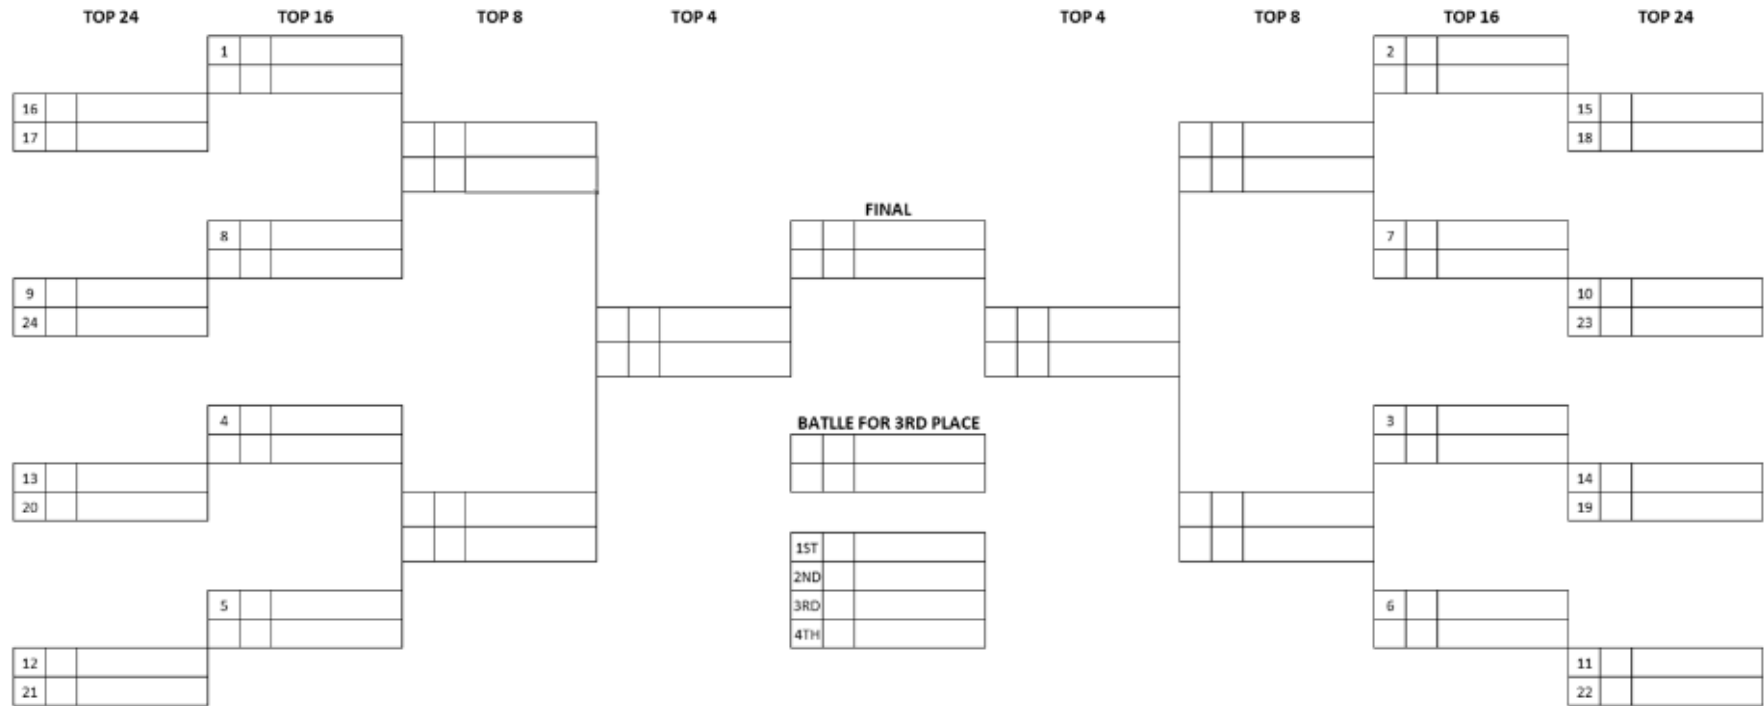 TOP 24 TOP 16 TOP 8 TOP 4 TOP 4 TOP 8 TOP 16 TOP 24
1 2
16 15
17 18
FINAL
8 7
9 10
24 23
4 3
BATLLE FOR 3RD PLACE
13 14
20 19
1ST
2ND
5 3RD 6
4TH
12 11
21 22